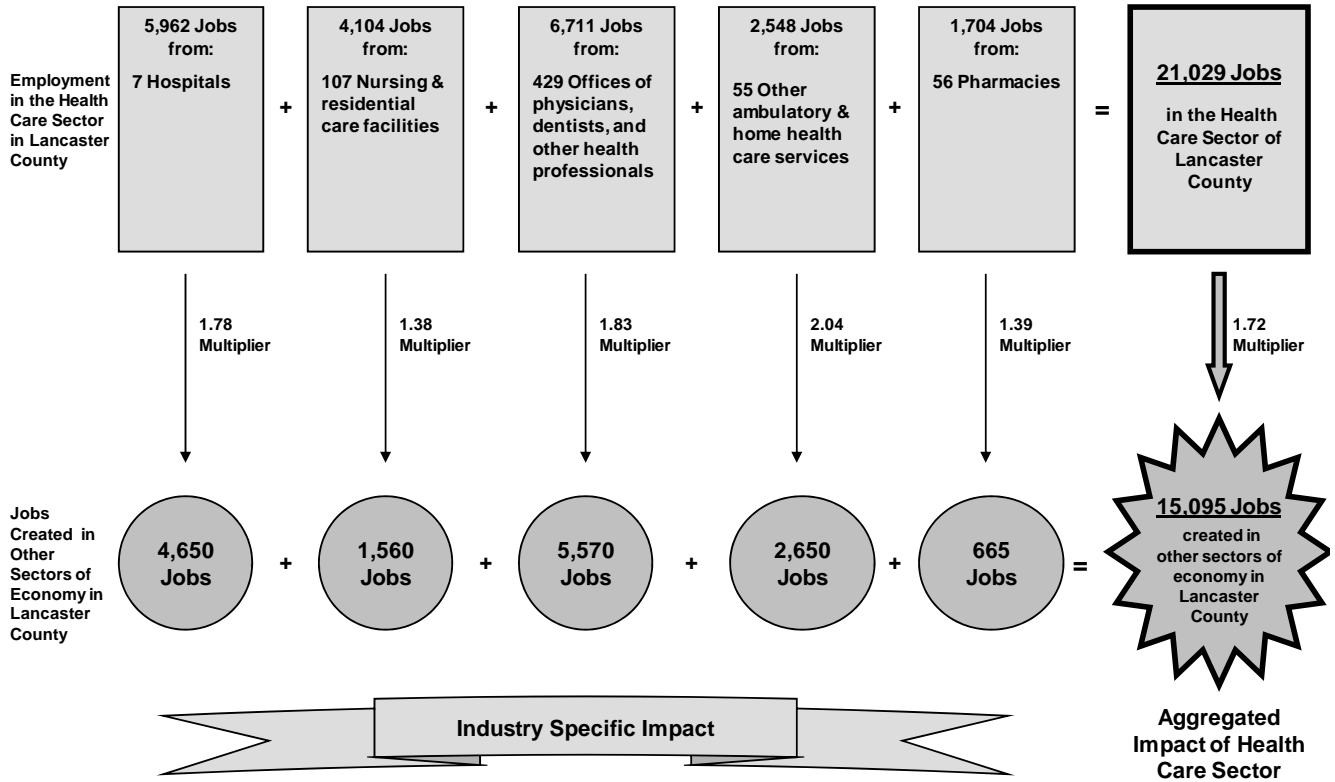 Employment
in the Health
Care Sector
in Lancaster
County
5,962 Jobs
from:
7 Hospitals
+
4,104 Jobs
from:
107 Nursing &
residential
care facilities
+
6,711 Jobs
from:
429 Offices of
physicians,
dentists, and
other health
professionals
+
2,548 Jobs
from:
55 Other
ambulatory &
home health
care services
+
1,704 Jobs
from:
56 Pharmacies
=
21,029 Jobs
in the Health
Care Sector of
Lancaster
County
1.78
Multiplier
1.38
Multiplier
1.83
Multiplier
2.04
Multiplier
1.39
Multiplier
1.72
Multiplier
Jobs
Created in
Other
Sectors of
Economy in
Lancaster
County
4,650
Jobs
+
1,560
Jobs
+
5,570
Jobs
+
2,650
Jobs
+
665
Jobs
=
15,095 Jobs
created in
other sectors of
economy in
Lancaster
County
Industry Specific Impact
Aggregated
Impact of Health
Care Sector